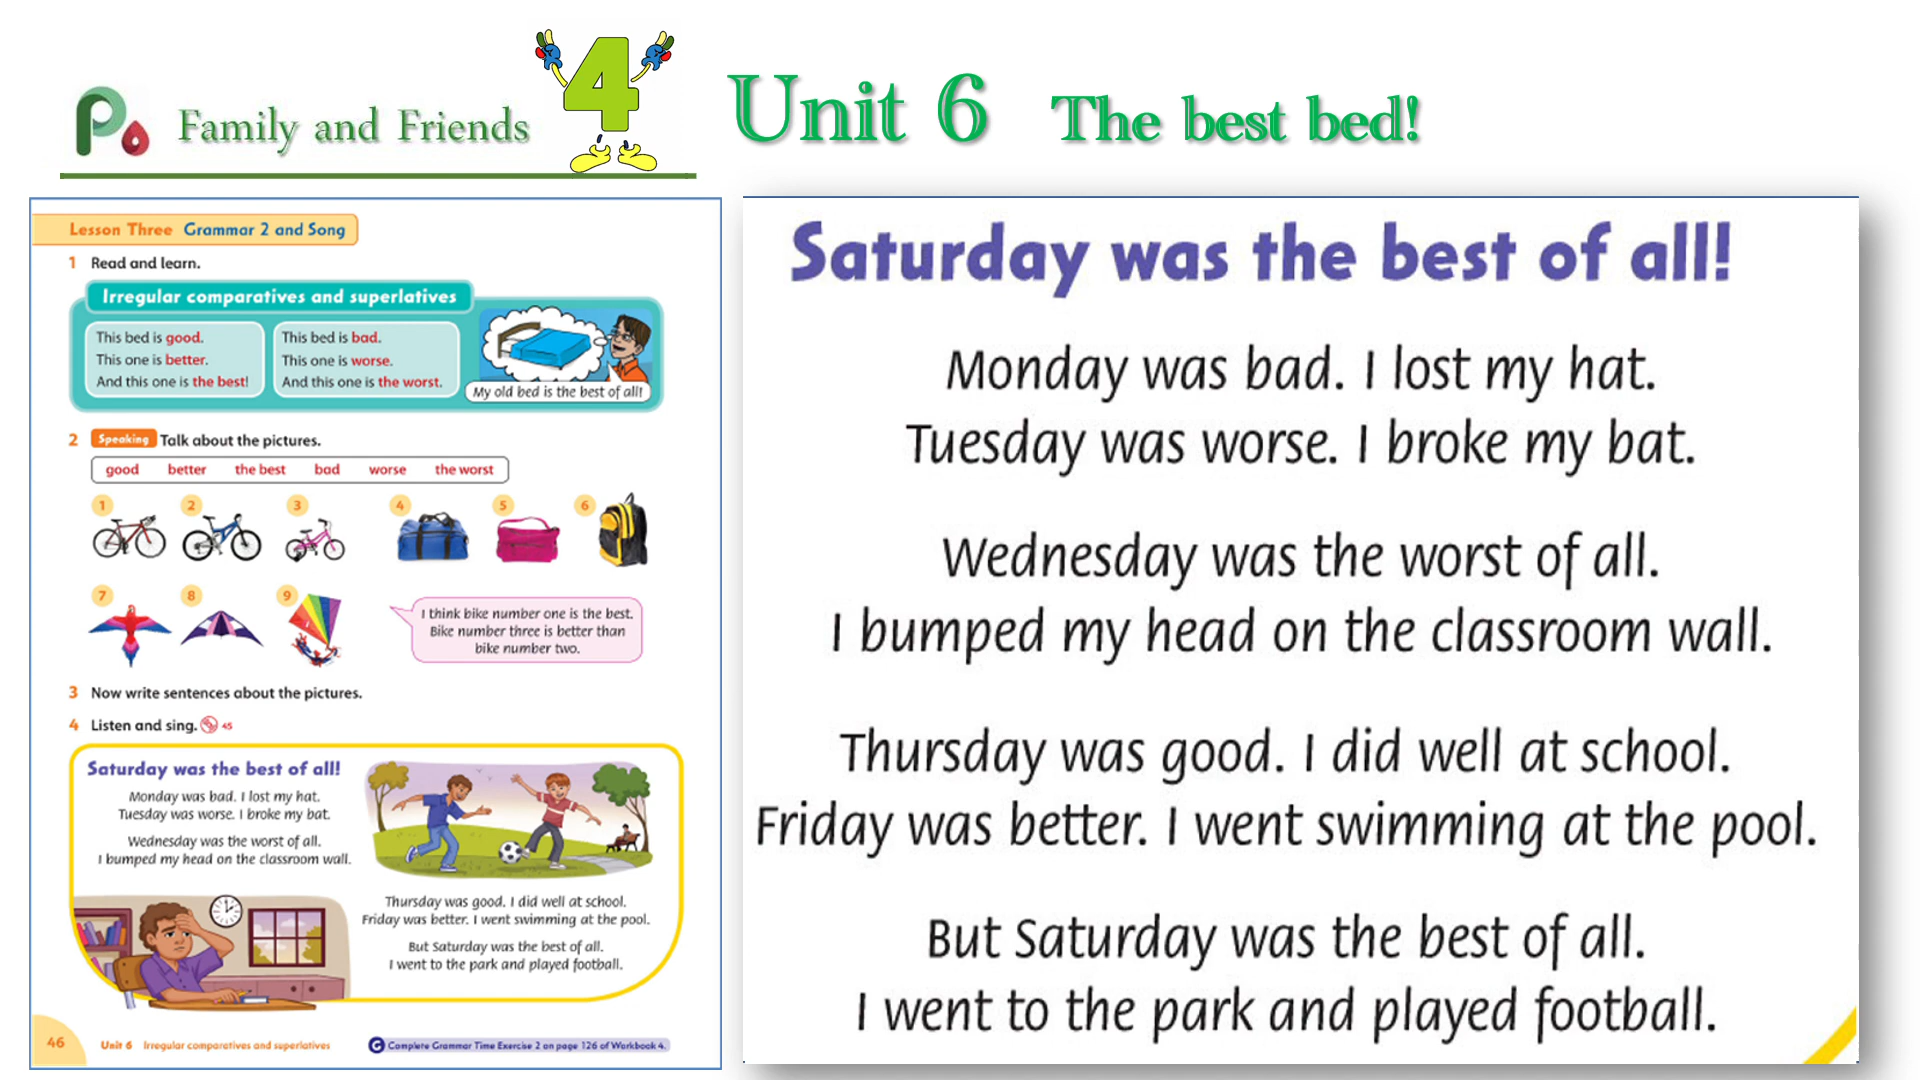 Family and Friends 4
Unit 6 The best bed!
Lesson Three Grammar 2 and Song
1 Read and learn.
Irregular comparatives and superlatives
This bed is good.
This one is better.
And this one is the best!
This bed is bad.
This one is worse.
And this one is the worst.
My old bed is the best of all!
2 Speaking Talk about the pictures.
good better the best bad worse the worst
1 2 3 4 5 6
7 8 9
I think bike number one is the best.
Bike number three is better than
bike number two.
3 Now write sentences about the pictures.
4 Listen and sing. 45
Saturday was the best of all!
Monday was bad. I lost my hat.
Tuesday was worse. I broke my bat.
Wednesday was the worst of all.
I bumped my head on the classroom wall.
Thursday was good. I did well at school.
Friday was better. I went swimming at the pool.
But Saturday was the best of all.
I went to the park and played football.
46 Unit 6 Irregular comparatives and superlatives
G Complete Grammar Time Exercise 2 on page 126 of Workbook 4.
Saturday was the best of all!
Monday was bad. I lost my hat.
Tuesday was worse. I broke my bat.
Wednesday was the worst of all.
I bumped my head on the classroom wall.
Thursday was good. I did well at school.
Friday was better. I went swimming at the pool.
But Saturday was the best of all.
I went to the park and played football.